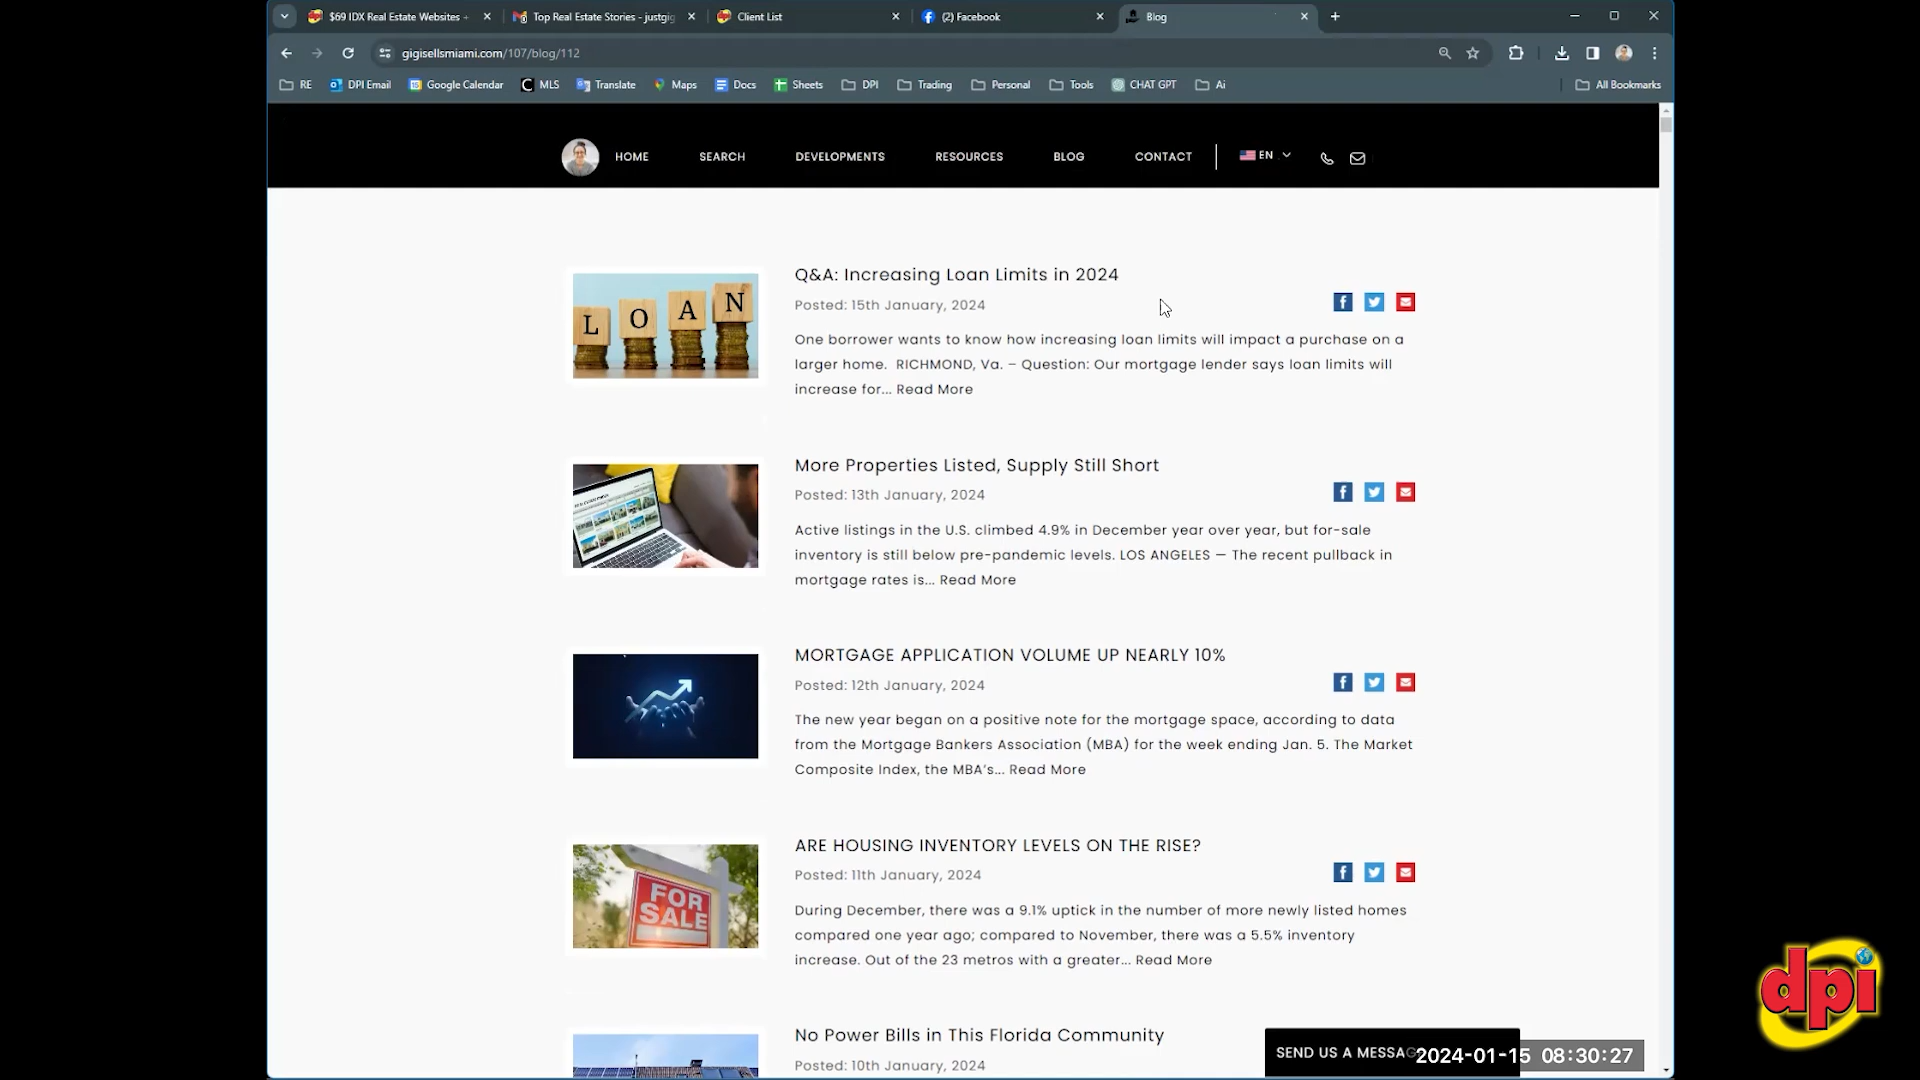 $69 IDX Real Estate Websites +
Top Real Estate Stories - justgig
Client List
(2) Facebook
Blog
gigisellsmiami.com/107/blog/112
RE
DPI Email
Google Calendar
MLS
Translate
Maps
Docs
Sheets
DPI
Trading
Personal
Tools
CHAT GPT
Ai
All Bookmarks
HOME
SEARCH
DEVELOPMENTS
RESOURCES
BLOG
CONTACT
EN
LOAN
Q&A: Increasing Loan Limits in 2024
Posted: 15th January, 2024
One borrower wants to know how increasing loan limits will impact a purchase on a
larger home. RICHMOND, Va. – Question: Our mortgage lender says loan limits will
increase for... Read More
More Properties Listed, Supply Still Short
Posted: 13th January, 2024
Active listings in the U.S. climbed 4.9% in December year over year, but for-sale
inventory is still below pre-pandemic levels. LOS ANGELES — The recent pullback in
mortgage rates is... Read More
MORTGAGE APPLICATION VOLUME UP NEARLY 10%
Posted: 12th January, 2024
The new year began on a positive note for the mortgage space, according to data
from the Mortgage Bankers Association (MBA) for the week ending Jan. 5. The Market
Composite Index, the MBA's... Read More
FOR
SALE
ARE HOUSING INVENTORY LEVELS ON THE RISE?
Posted: 11th January, 2024
During December, there was a 9.1% uptick in the number of more newly listed homes
compared one year ago; compared to November, there was a 5.5% inventory
increase. Out of the 23 metros with a greater... Read More
No Power Bills in This Florida Community
Posted: 10th January, 2024
SEND US A MESSAG
2024-01-15 08:30:27
dpi